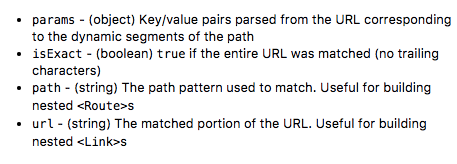 • params - (object) Key/value pairs parsed from the URL corresponding
to the dynamic segments of the path
• isExact - (boolean) true if the entire URL was matched (no trailing
characters)
• path - (string) The path pattern used to match. Useful for building
nested <Route>s
• url - (string) The matched portion of the URL. Useful for building
nested <Link>s